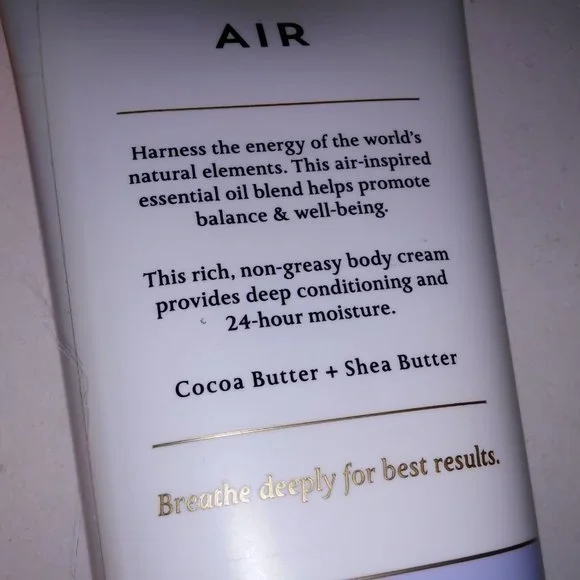 AIR
Harness the energy of the world's
natural elements. This air-inspired
essential oil blend helps promote
balance & well-being.
This rich, non-greasy body cream
provides deep conditioning and
24-hour moisture.
Cocoa Butter + Shea Butter
Breathe deeply for best results.